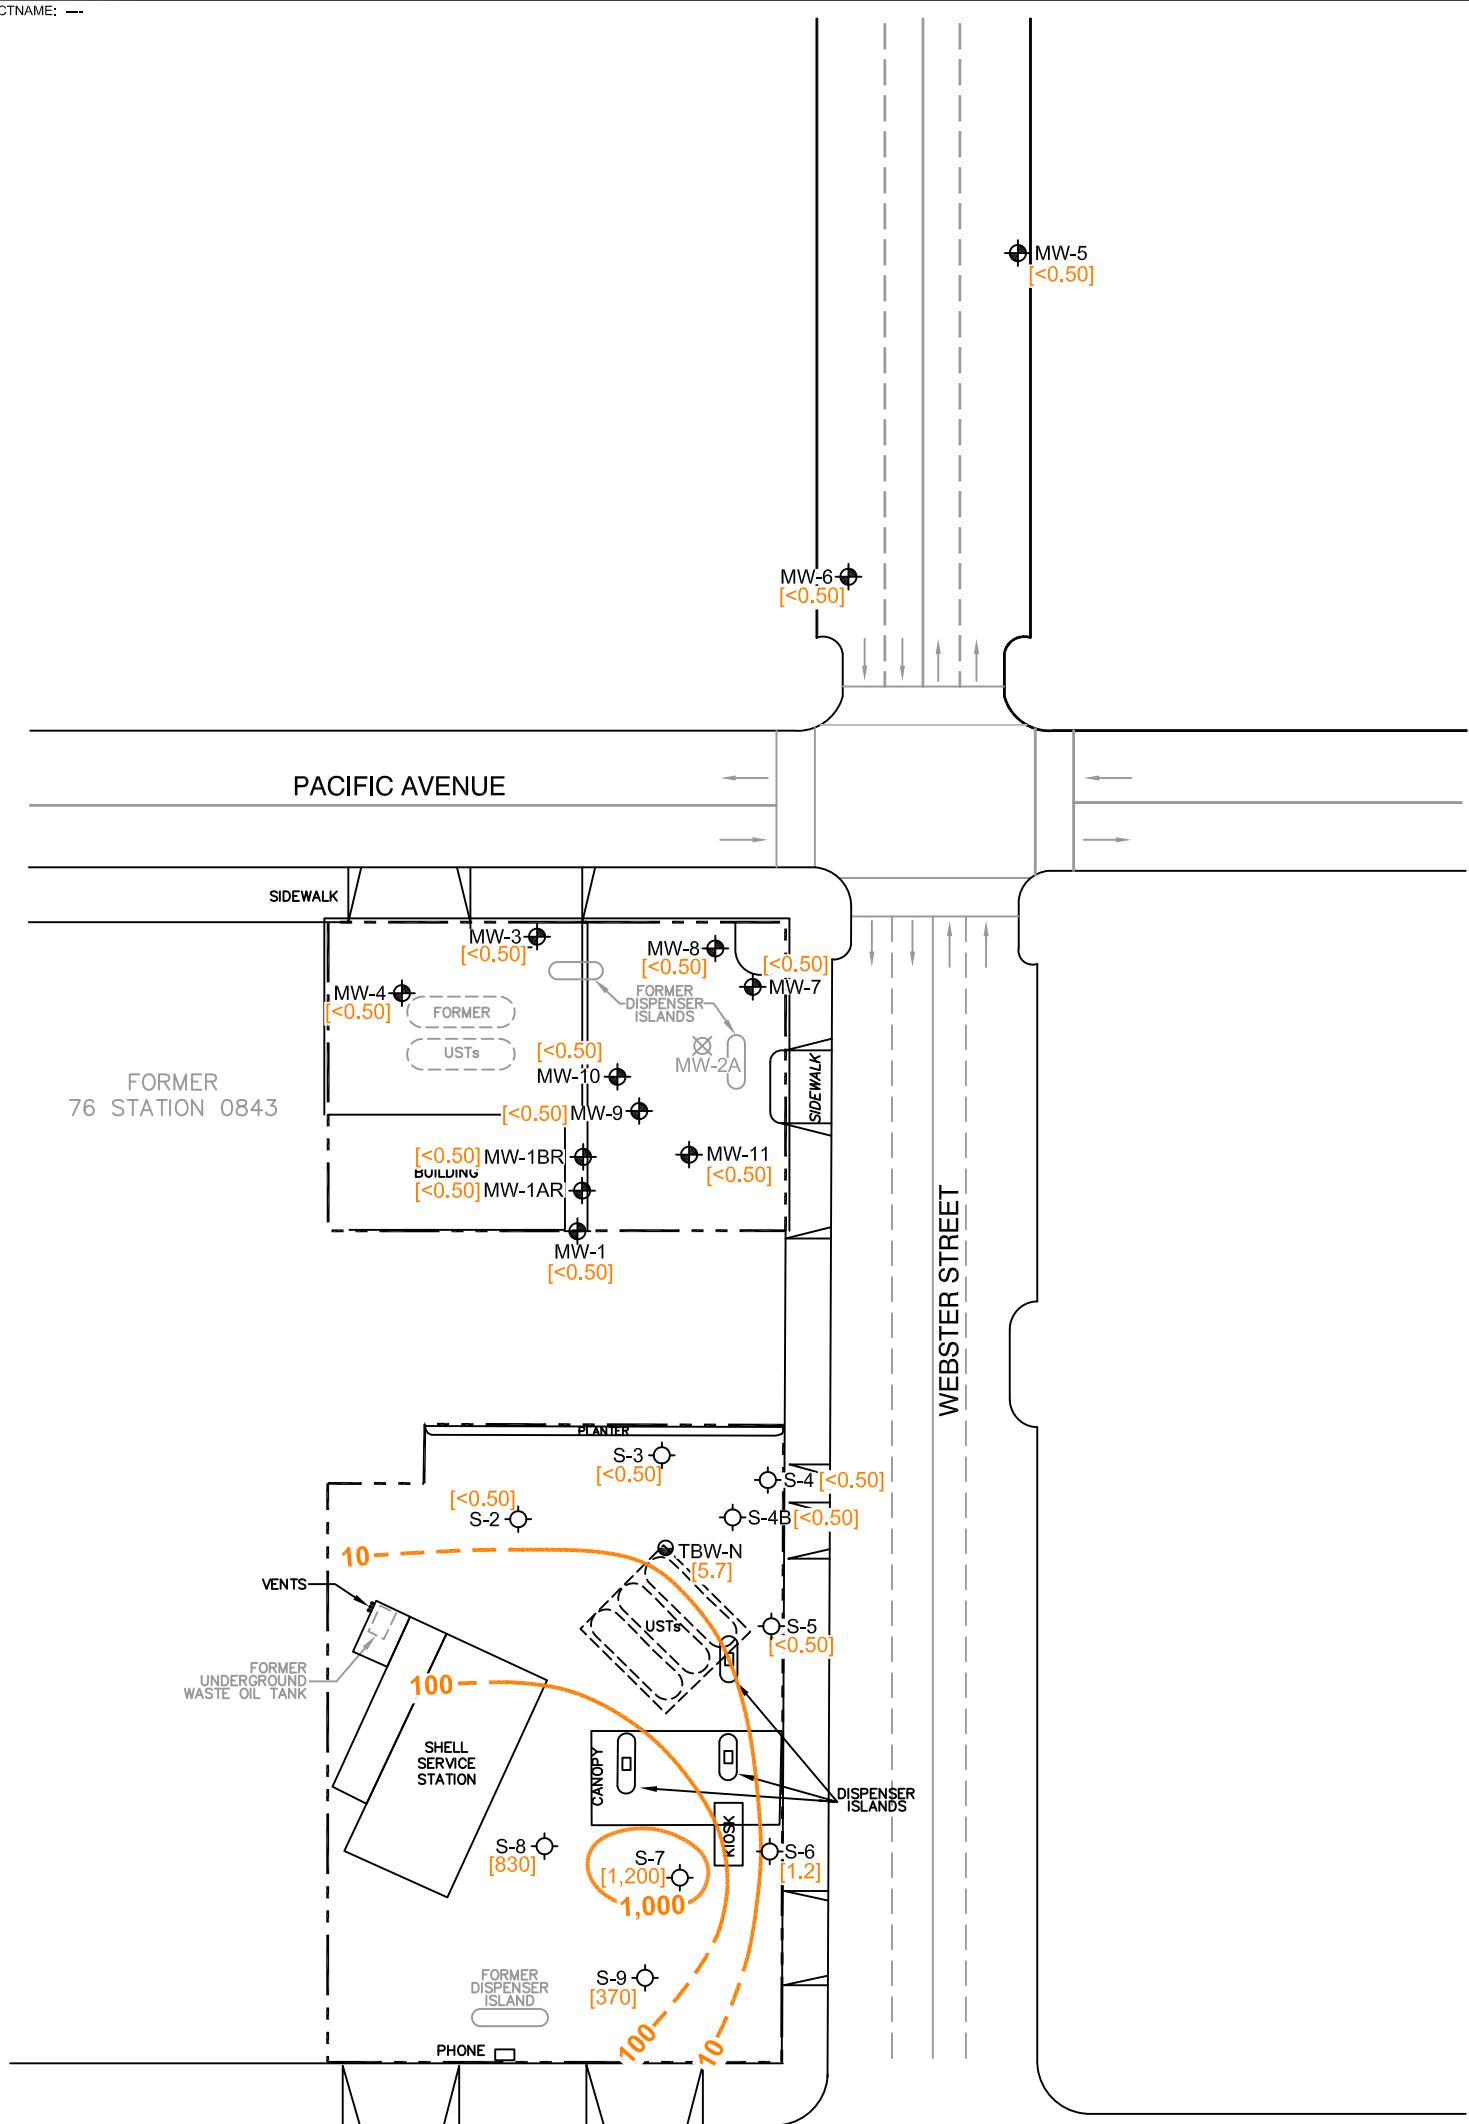 CTNAME: ---
MW-5
[<0.50]
MW-6
[<0.50]
PACIFIC AVENUE
SIDEWALK
MW-3
[<0.50]
MW-8
[<0.50]
[<0.50]
MW-7
MW-4
[<0.50]
FORMER
USTs
FORMER
DISPENSER
ISLANDS
MW-2A
[<0.50]
MW-10
[<0.50] MW-9
SIDEWALK
FORMER
76 STATION 0843
[<0.50] MW-1BR
BUILDING
[<0.50] MW-1AR
MW-11
[<0.50]
MW-1
[<0.50]
WEBSTER STREET
PLANTER
S-3
[<0.50]
S-4 [<0.50]
[<0.50]
S-2
S-4B [<0.50]
10
TBW-N
[5.7]
VENTS
USTs
S-5
[<0.50]
FORMER
UNDERGROUND
WASTE OIL TANK
100
SHELL
SERVICE
STATION
CANOPY
DISPENSER
ISLANDS
KIOSK
S-8
[830]
S-7
[1,200]
1,000
S-6
[1.2]
FORMER
DISPENSER
ISLAND
S-9
[370]
100
10
PHONE